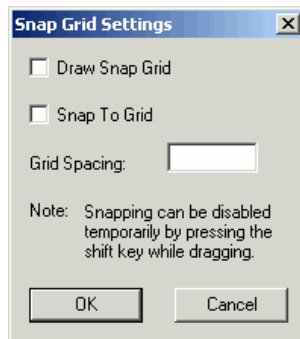 Snap Grid Settings
Draw Snap Grid
Snap To Grid
Grid Spacing:
Note: Snapping can be disabled
temporarily by pressing the
shift key while dragging.
OK Cancel